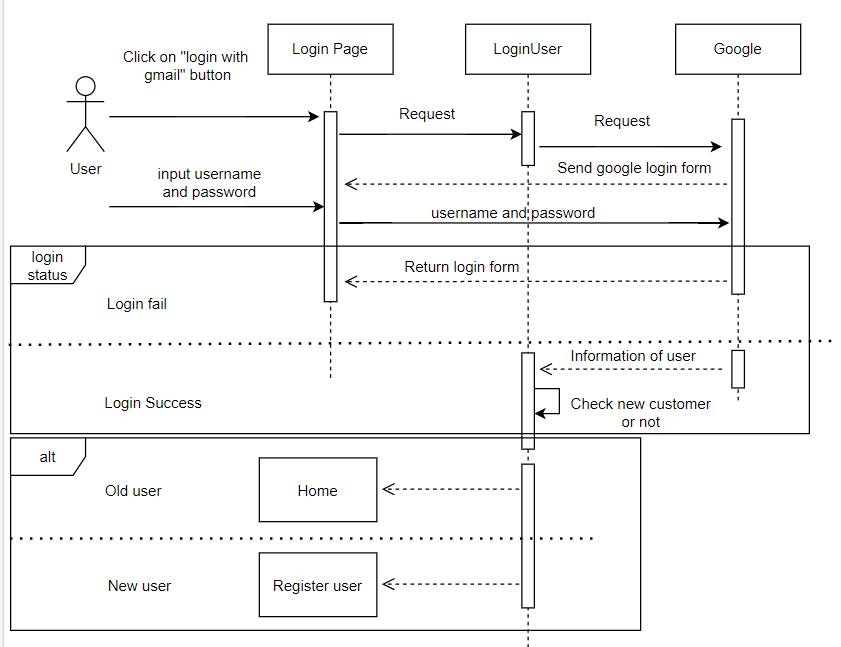 Login Page
LoginUser
Google
Click on "login with
gmail" button
Request
Request
User
Send google login form
input username
and password
username and password
login
status
Return login form
Login fail
Information of user
Login Success
Check new customer
or not
alt
Old user
Home
New user
Register user